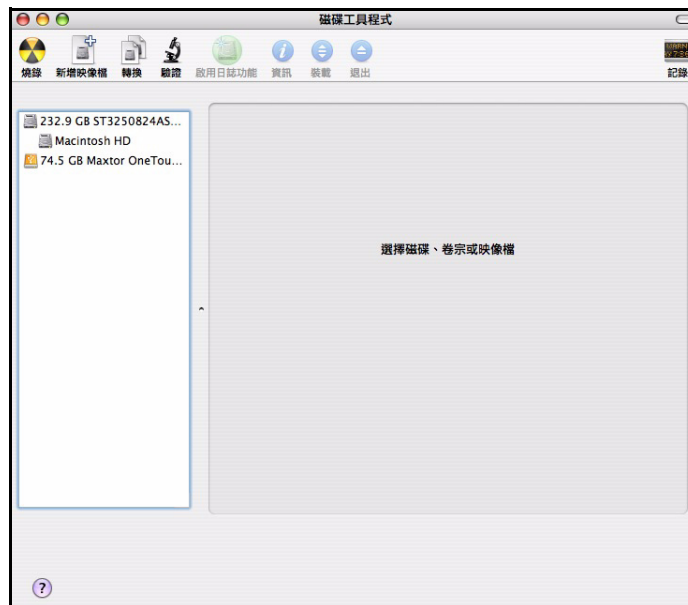 磁碟工具程式
燒錄 新增映像檔 轉換 驗證 啟用日誌功能 資訊 裝載 退出 記錄
232.9 GB ST3250824AS...
Macintosh HD
74.5 GB Maxtor OneTou...
選擇磁碟、卷宗或映像檔
?